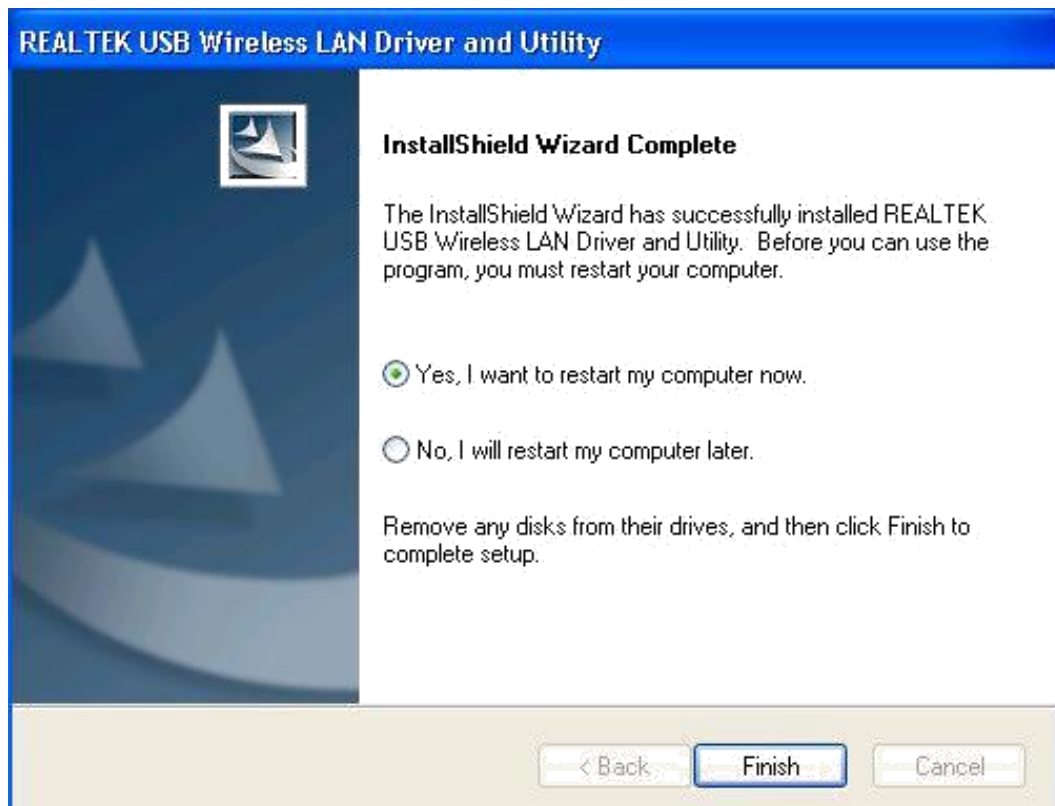 REALTEK USB Wireless LAN Driver and Utility
InstallShield Wizard Complete
The InstallShield Wizard has successfully installed REALTEK
USB Wireless LAN Driver and Utility.  Before you can use the
program, you must restart your computer.
Yes, I want to restart my computer now.
No, I will restart my computer later.
Remove any disks from their drives, and then click Finish to
complete setup.
< Back
Finish
Cancel